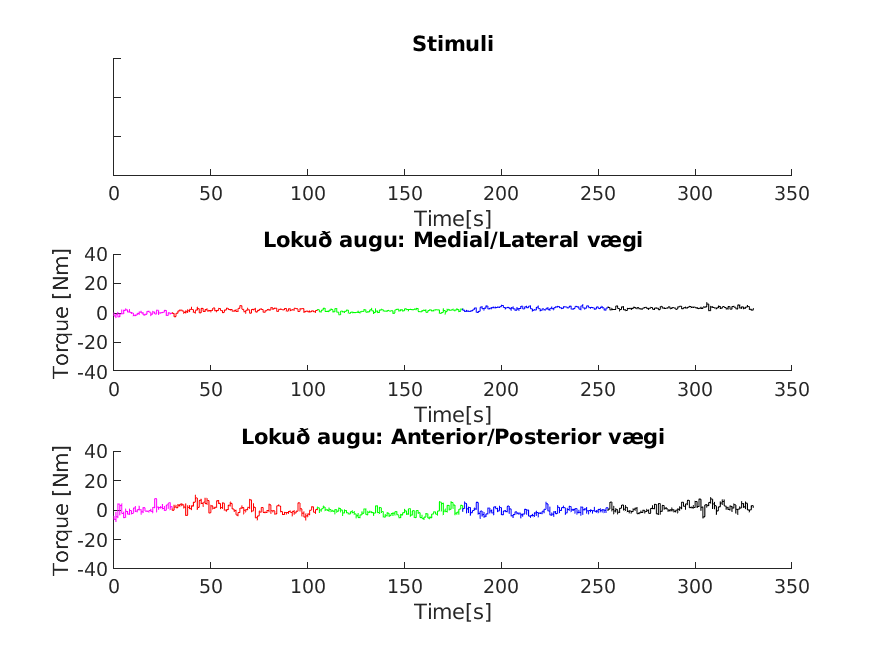 Stimuli
0 50 100 150 200 250 300 350
Time[s]
Lokuð augu: Medial/Lateral vægi
Torque [Nm]
40
20
0
-20
-40
0 50 100 150 200 250 300 350
Time[s]
Lokuð augu: Anterior/Posterior vægi
Torque [Nm]
40
20
0
-20
-40
0 50 100 150 200 250 300 350
Time[s]